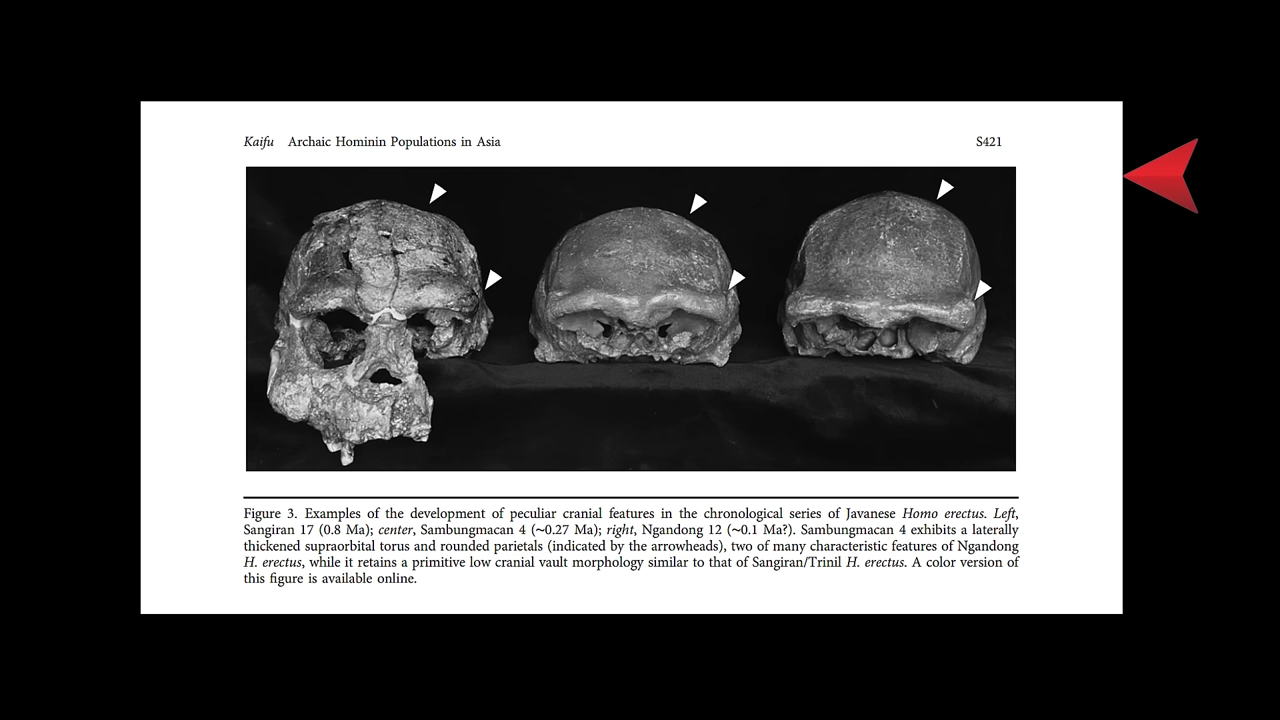 Kaifu Archaic Hominin Populations in Asia S421
Figure 3. Examples of the development of peculiar cranial features in the chronological series of Javanese Homo erectus. Left,
Sangiran 17 (0.8 Ma); center, Sambungmacan 4 (~0.27 Ma); right, Ngandong 12 (~0.1 Ma?). Sambungmacan 4 exhibits a laterally
thickened supraorbital torus and rounded parietals (indicated by the arrowheads), two of many characteristic features of Ngandong
H. erectus, while it retains a primitive low cranial vault morphology similar to that of Sangiran/Trinil H. erectus. A color version of
this figure is available online.